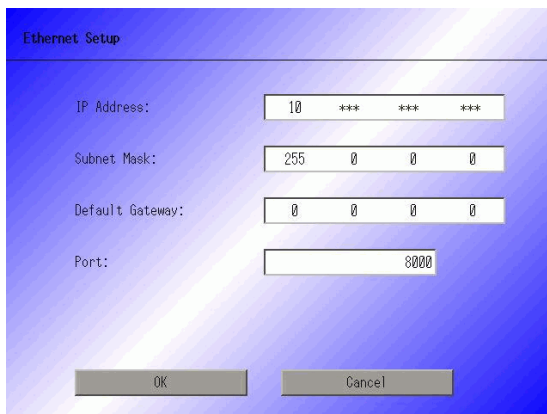 Ethernet Setup
IP Address: 10 *** *** ***
Subnet Mask: 255 0 0 0
Default Gateway: 0 0 0 0
Port: 8000
OK Cancel